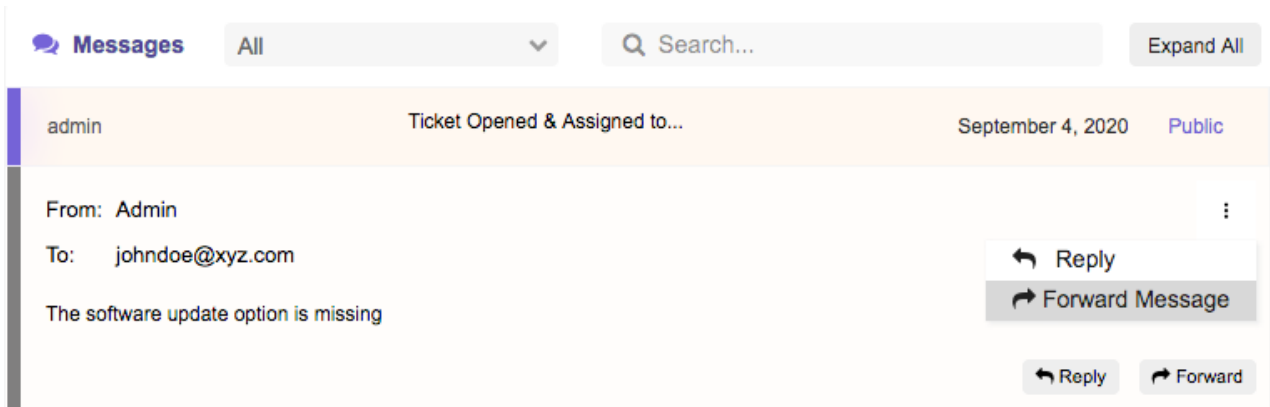 Messages All Search... Expand All
admin Ticket Opened & Assigned to... September 4, 2020 Public
From: Admin
To: johndoe@xyz.com
Reply
Forward Message
The software update option is missing
Reply Forward